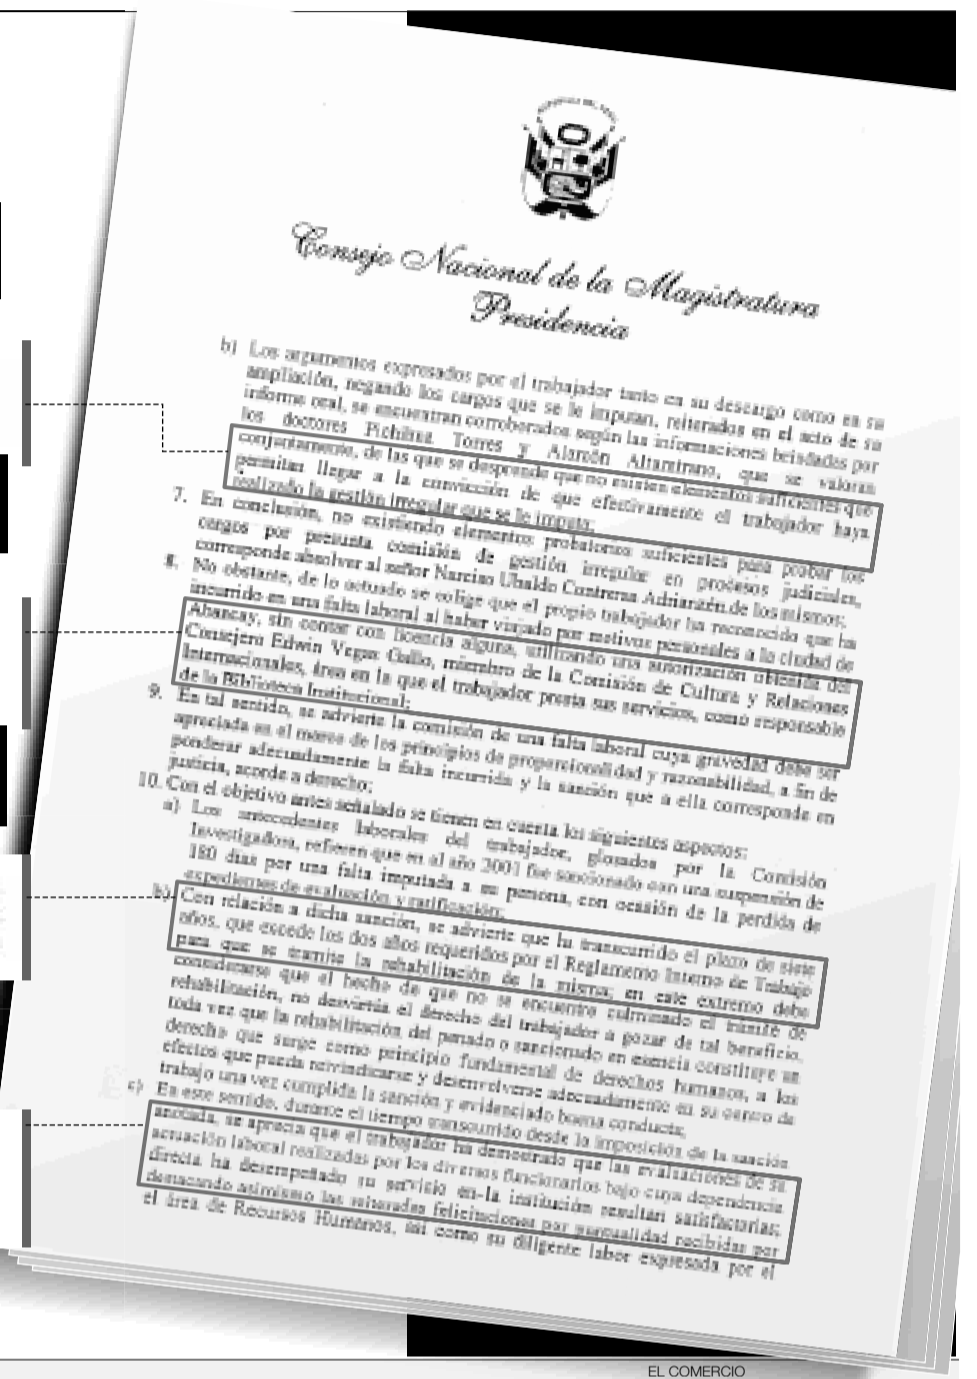 Consejo Nacional de la Magistratura
Presidencia
b) Los argumentos expresados por el trabajador tanto en su descargo como en su
ampliación, negando los cargos que se le imputan, reiterados en el acto de su
informe oral, se encuentran corroborados según las informaciones brindadas por
los doctores Pichihua Torres y Alarcón Altamirano, que se valoran
conjuntamente, de las que se desprende que no existen elementos suficientes que
permitan llegar a la convicción de que efectivamente el trabajador haya
realizado la gestión irregular que se le imputa;
7. En conclusión, no existiendo elementos probatorios suficientes para probar los
cargos por presunta comisión de gestión irregular en procesos judiciales,
corresponde absolver al señor Narciso Ubaldo Contreras Adrianzén de los mismos;
8. No obstante, de lo actuado se colige que el propio trabajador ha reconocido que ha
incurrido en una falta laboral al haber viajado por motivos personales a la ciudad de
Abancay, sin contar con licencia alguna, utilizando una autorización obtenida del
Consejero Edwin Vegas Gallo, miembro de la Comisión de Cultura y Relaciones
Internacionales, área en la que el trabajador presta sus servicios, como responsable
de la Biblioteca Institucional;
9. En tal sentido, se advierte la comisión de una falta laboral cuya gravedad debe ser
apreciada en el marco de los principios de proporcionalidad y razonabilidad, a fin de
ponderar adecuadamente la falta incurrida y la sanción que a ella corresponde en
justicia, acorde a derecho;
10. Con el objetivo antes señalado se tienen en cuenta los siguientes aspectos:
a) Los antecedentes laborales del trabajador, glosados por la Comisión
Investigadora, refieren que en al año 2001 fue sancionado con una suspensión de
180 días por una falta imputada a su persona, con ocasión de la perdida de
expedientes de evaluación y ratificación;
b) Con relación a dicha sanción, se advierte que ha transcurrido el plazo de siete
años, que excede los dos años requeridos por el Reglamento Interno de Trabajo
para que se tramite la rehabilitación de la misma; en este extremo debe
considerarse que el hecho de que no se encuentre culminado el trámite de
rehabilitación, no desvirtúa el derecho del trabajador a gozar de tal beneficio,
toda vez que la rehabilitación del penado o sancionado en esencia constituye un
derecho que surge como principio fundamental de derechos humanos, a los
efectos que pueda reivindicarse y desenvolverse adecuadamente en su centro de
trabajo una vez cumplida la sanción y evidenciado buena conducta;
c) En este sentido, durante el tiempo transcurrido desde la imposición de la sanción
anotada, se aprecia que el trabajador ha demostrado que las evaluaciones de su
actuación laboral realizadas por los diversos funcionarios bajo cuya dependencia
directa ha desempeñado su servicio en la institución resultan satisfactorias;
destacando asimismo las reiteradas felicitaciones por puntualidad recibidas por
el área de Recursos Humanos, así como su diligente labor expresada por el
EL COMERCIO